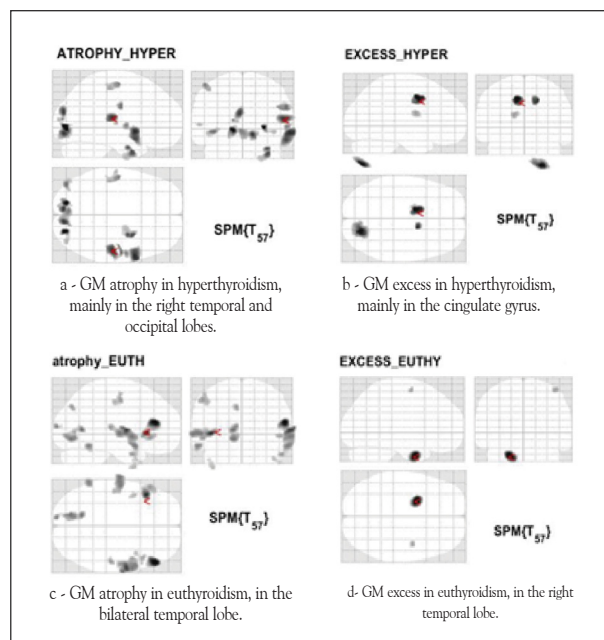 ATROPHY_HYPER
SPM{T57}
a - GM atrophy in hyperthyroidism,
mainly in the right temporal and
occipital lobes.
EXCESS_HYPER
SPM{T57}
b - GM excess in hyperthyroidism,
mainly in the cingulate gyrus.
atrophy_EUTH
SPM{T57}
c - GM atrophy in euthyroidism, in the
bilateral temporal lobe.
EXCESS_EUTHY
SPM{T57}
d- GM excess in euthyroidism, in the right
temporal lobe.